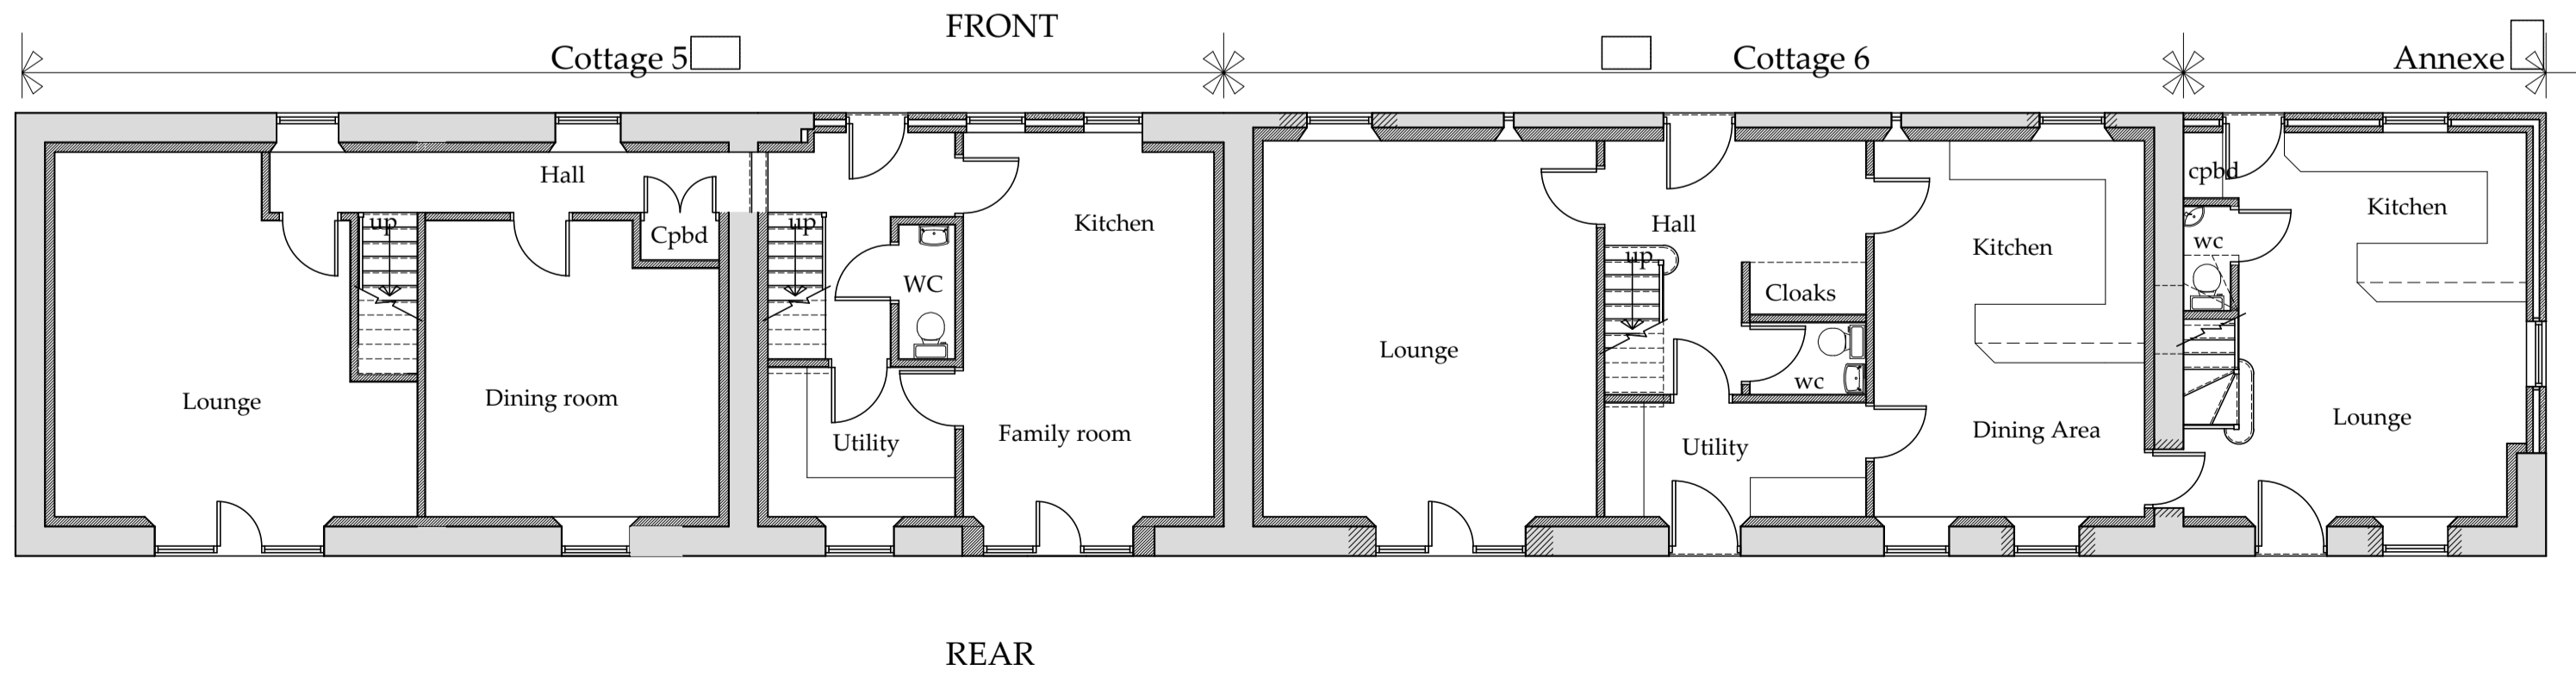 FRONT
Cottage 5
Cottage 6
Annexe
Hall
up
Cpbd
up
Kitchen
WC
Lounge
Dining room
Utility
Family room
Hall
up
Kitchen
Cloaks
Lounge
wc
Utility
Dining Area
cpbd
Kitchen
wc
Lounge
REAR